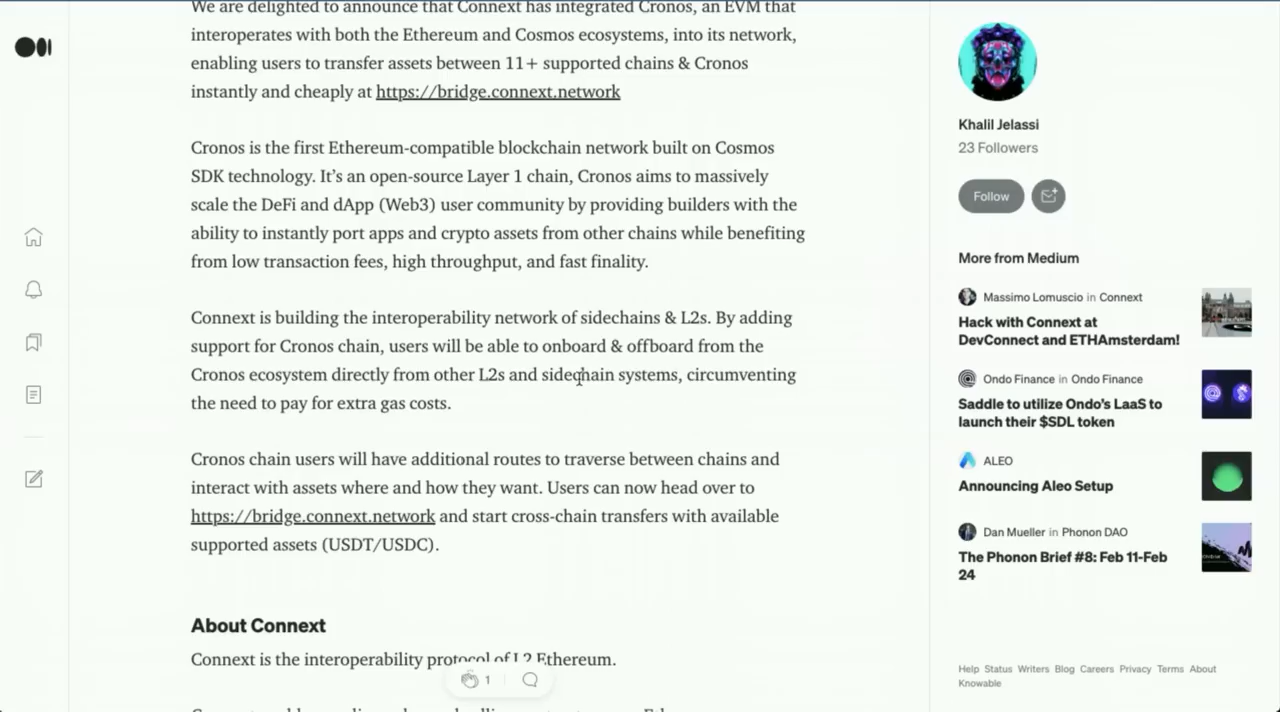 We are delighted to announce that Connext has integrated Cronos, an EVM that
interoperates with both the Ethereum and Cosmos ecosystems, into its network,
enabling users to transfer assets between 11+ supported chains & Cronos
instantly and cheaply at https://bridge.connext.network
Cronos is the first Ethereum-compatible blockchain network built on Cosmos
SDK technology. It’s an open-source Layer 1 chain, Cronos aims to massively
scale the DeFi and dApp (Web3) user community by providing builders with the
ability to instantly port apps and crypto assets from other chains while benefiting
from low transaction fees, high throughput, and fast finality.
Connext is building the interoperability network of sidechains & L2s. By adding
support for Cronos chain, users will be able to onboard & offboard from the
Cronos ecosystem directly from other L2s and sidechain systems, circumventing
the need to pay for extra gas costs.
Cronos chain users will have additional routes to traverse between chains and
interact with assets where and how they want. Users can now head over to
https://bridge.connext.network and start cross-chain transfers with available
supported assets (USDT/USDC).
About Connext
Connext is the interoperability protocol of L2 Ethereum.
1
Khalil Jelassi
23 Followers
Follow
More from Medium
Massimo Lomuscio in Connext
Hack with Connext at
DevConnect and ETHAmsterdam!
Ondo Finance in Ondo Finance
Saddle to utilize Ondo’s LaaS to
launch their $SDL token
ALEO
Announcing Aleo Setup
Dan Mueller in Phonon DAO
The Phonon Brief #8: Feb 11-Feb
24
Help Status Writers Blog Careers Privacy Terms About
Knowable